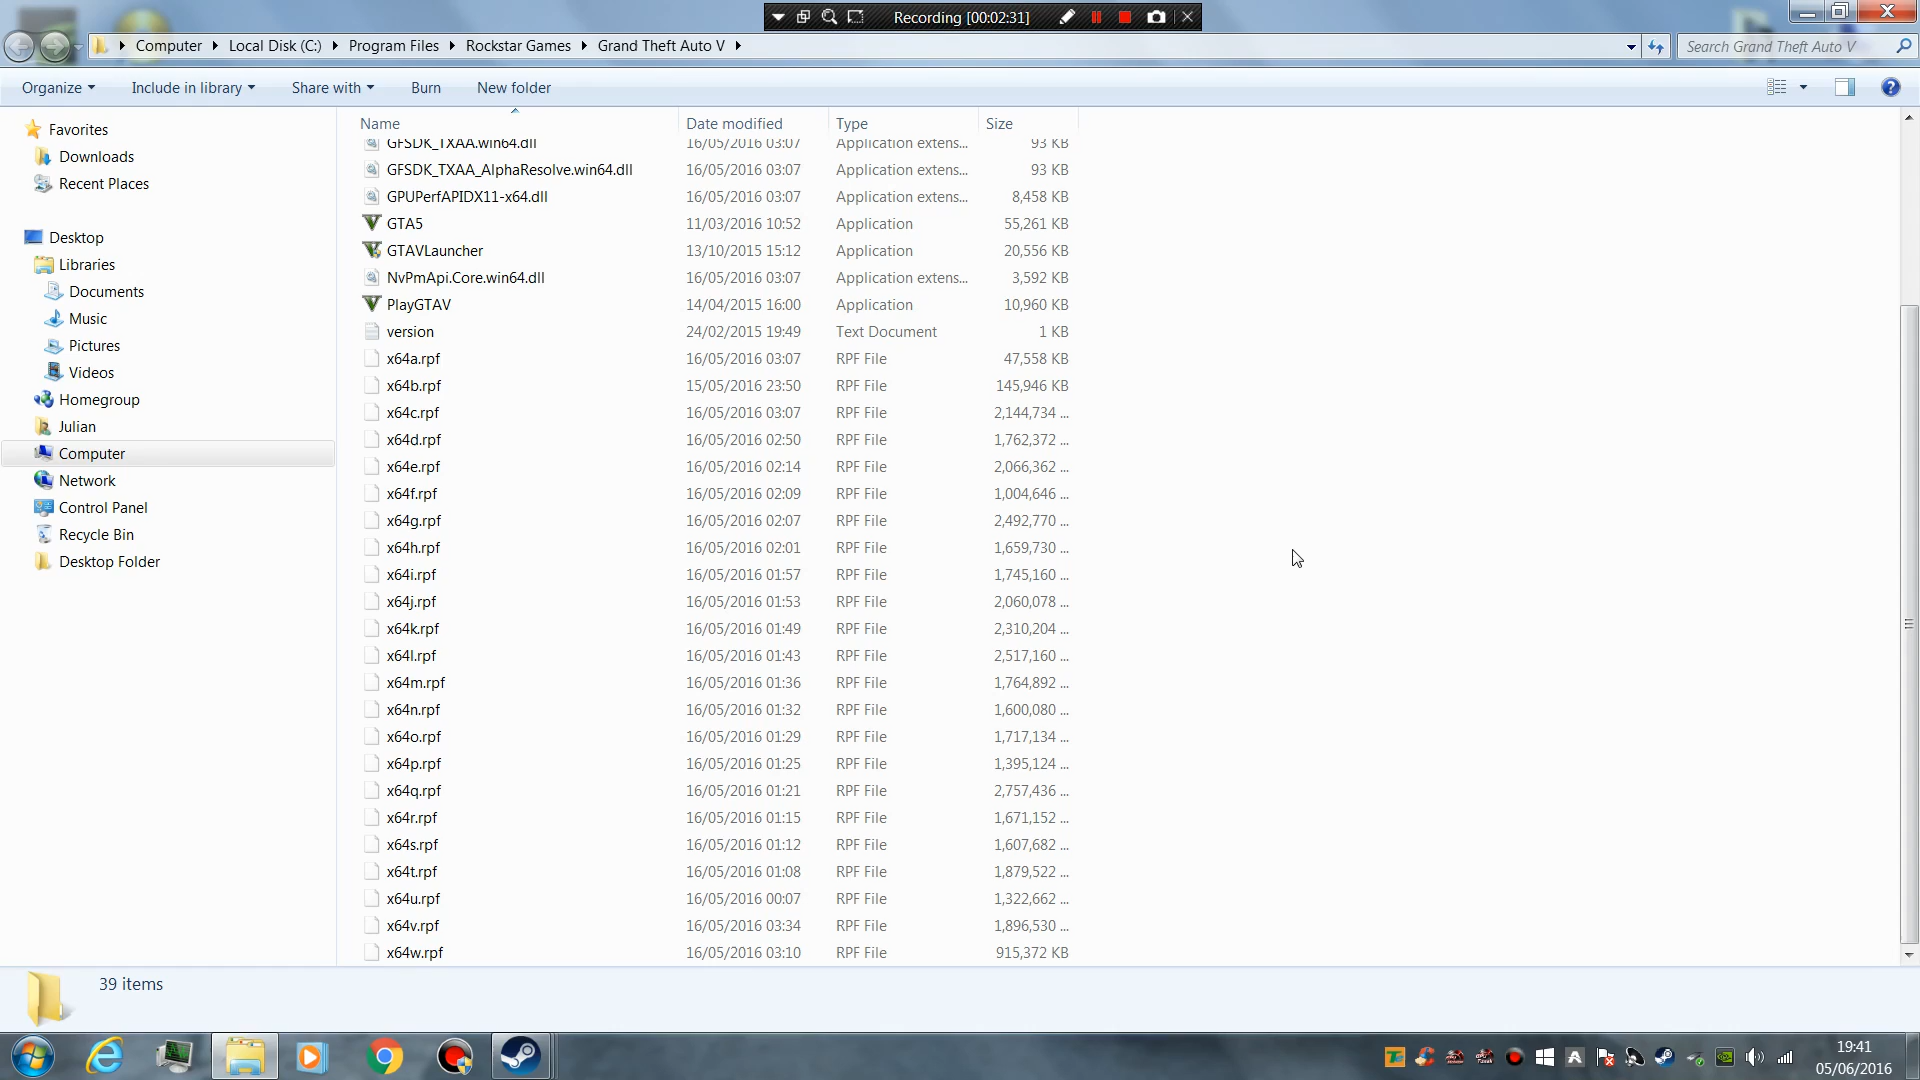 Recording [00:02:31]
Computer Local Disk (C:) Program Files Rockstar Games Grand Theft Auto V
Search Grand Theft Auto V
Organize Include in library Share with Burn New folder
Name Date modified Type Size
GFSDK_TXAA.win64.dll 16/05/2016 03:07 Application extens... 93 KB
GFSDK_TXAA_AlphaResolve.win64.dll 16/05/2016 03:07 Application extens... 93 KB
GPUPerfAPIDX11-x64.dll 16/05/2016 03:07 Application extens... 8,458 KB
GTA5 11/03/2016 10:52 Application 55,261 KB
GTAVLauncher 13/10/2015 15:12 Application 20,556 KB
NvPmApi.Core.win64.dll 16/05/2016 03:07 Application extens... 3,592 KB
PlayGTAV 14/04/2015 16:00 Application 10,960 KB
version 24/02/2015 19:49 Text Document 1 KB
x64a.rpf 16/05/2016 03:07 RPF File 47,558 KB
x64b.rpf 15/05/2016 23:50 RPF File 145,946 KB
x64c.rpf 16/05/2016 03:07 RPF File 2,144,734 ...
x64d.rpf 16/05/2016 02:50 RPF File 1,762,372 ...
x64e.rpf 16/05/2016 02:14 RPF File 2,066,362 ...
x64f.rpf 16/05/2016 02:09 RPF File 1,004,646 ...
x64g.rpf 16/05/2016 02:07 RPF File 2,492,770 ...
x64h.rpf 16/05/2016 02:01 RPF File 1,659,730 ...
x64i.rpf 16/05/2016 01:57 RPF File 1,745,160 ...
x64j.rpf 16/05/2016 01:53 RPF File 2,060,078 ...
x64k.rpf 16/05/2016 01:49 RPF File 2,310,204 ...
x64l.rpf 16/05/2016 01:43 RPF File 2,517,160 ...
x64m.rpf 16/05/2016 01:36 RPF File 1,764,892 ...
x64n.rpf 16/05/2016 01:32 RPF File 1,600,080 ...
x64o.rpf 16/05/2016 01:29 RPF File 1,717,134 ...
x64p.rpf 16/05/2016 01:25 RPF File 1,395,124 ...
x64q.rpf 16/05/2016 01:21 RPF File 2,757,436 ...
x64r.rpf 16/05/2016 01:15 RPF File 1,671,152 ...
x64s.rpf 16/05/2016 01:12 RPF File 1,607,682 ...
x64t.rpf 16/05/2016 01:08 RPF File 1,879,522 ...
x64u.rpf 16/05/2016 00:07 RPF File 1,322,662 ...
x64v.rpf 16/05/2016 03:34 RPF File 1,896,530 ...
x64w.rpf 16/05/2016 03:10 RPF File 915,372 KB
Favorites
Downloads
Recent Places
Desktop
Libraries
Documents
Music
Pictures
Videos
Homegroup
Julian
Computer
Network
Control Panel
Recycle Bin
Desktop Folder
39 items
19:41
05/06/2016